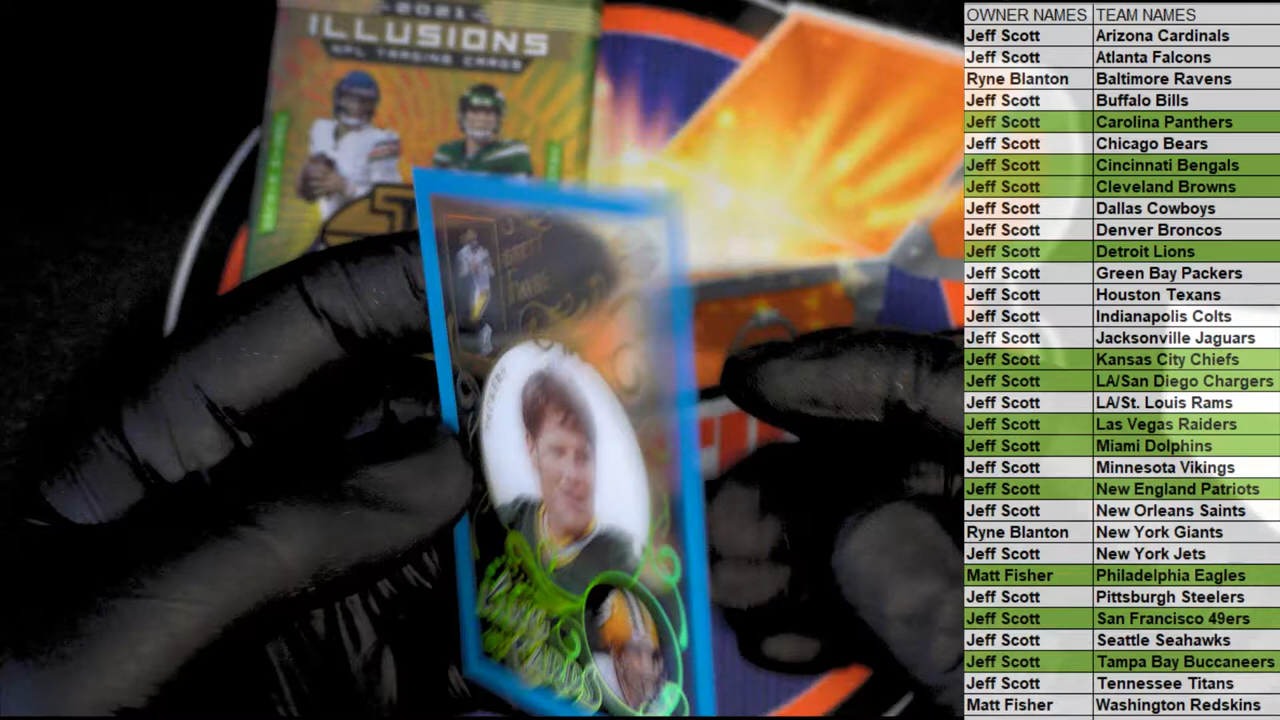 2021
ILLUSIONS
NFL TRADING CARDS
BRETT
Favre
OWNER NAMES TEAM NAMES
Jeff Scott Arizona Cardinals
Jeff Scott Atlanta Falcons
Ryne Blanton Baltimore Ravens
Jeff Scott Buffalo Bills
Jeff Scott Carolina Panthers
Jeff Scott Chicago Bears
Jeff Scott Cincinnati Bengals
Jeff Scott Cleveland Browns
Jeff Scott Dallas Cowboys
Jeff Scott Denver Broncos
Jeff Scott Detroit Lions
Jeff Scott Green Bay Packers
Jeff Scott Houston Texans
Jeff Scott Indianapolis Colts
Jeff Scott Jacksonville Jaguars
Jeff Scott Kansas City Chiefs
Jeff Scott LA/San Diego Chargers
Jeff Scott LA/St. Louis Rams
Jeff Scott Las Vegas Raiders
Jeff Scott Miami Dolphins
Jeff Scott Minnesota Vikings
Jeff Scott New England Patriots
Jeff Scott New Orleans Saints
Ryne Blanton New York Giants
Jeff Scott New York Jets
Matt Fisher Philadelphia Eagles
Jeff Scott Pittsburgh Steelers
Jeff Scott San Francisco 49ers
Jeff Scott Seattle Seahawks
Jeff Scott Tampa Bay Buccaneers
Jeff Scott Tennessee Titans
Matt Fisher Washington Redskins